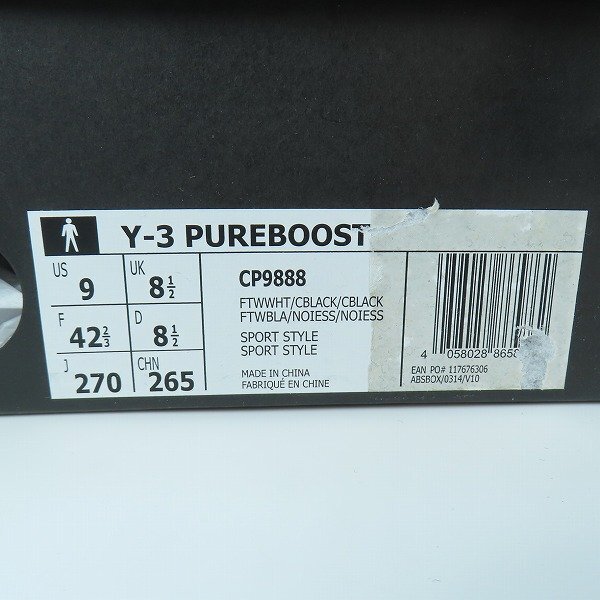 Y-3 PUREBOOST
US 9 UK 8 1/2
F 42 2/3 D 8 1/2
J 270 CHN 265
CP9888
FTWWHT/CBLACK/CBLACK
FTWBLA/NOIESS/NOIESS
SPORT STYLE
SPORT STYLE
MADE IN CHINA
FABRIQUÉ EN CHINE
4 058028
EAN PO# 117676306
ABSBOX/0314/V10